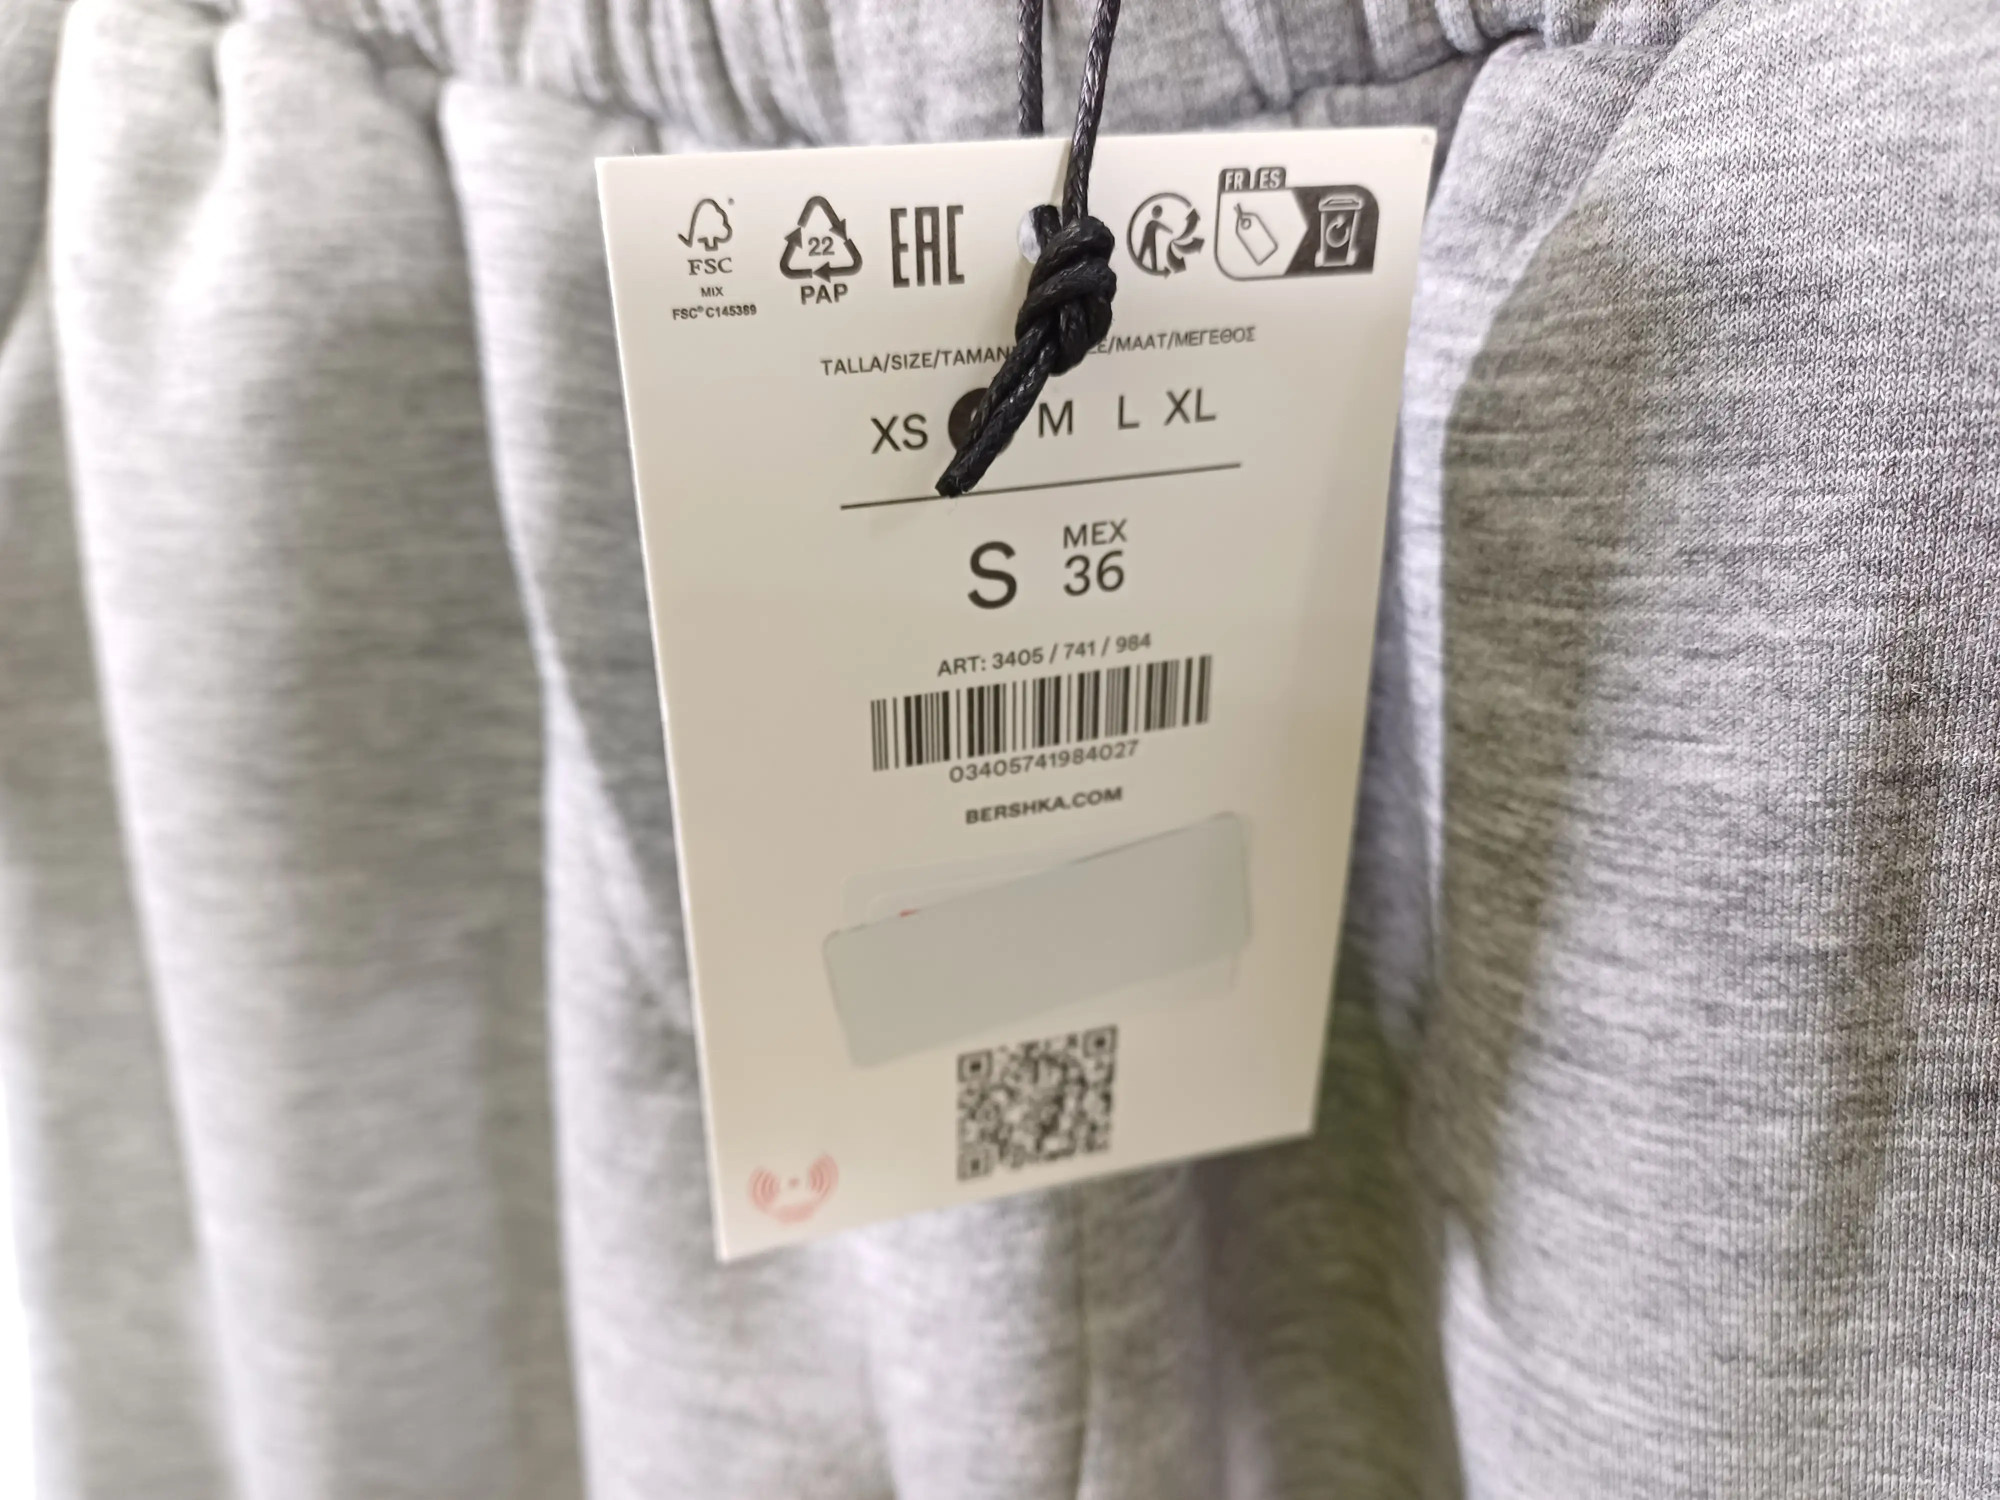 FR ES
FSC
MIX
FSC® C145389
22
PAP
EAC
TALLA/SIZE/TAMAN /MAAT/ΜΕΓΕΘΟΣ
XS M L XL
S MEX 36
ART: 3405 / 741 / 984
03405741984027
BERSHKA.COM